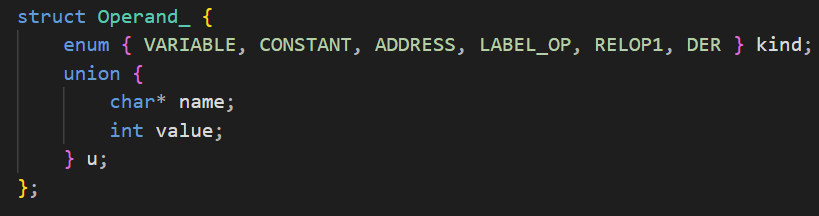 struct Operand_ {
    enum { VARIABLE, CONSTANT, ADDRESS, LABEL_OP, RELOP1, DER } kind;
    union {
        char* name;
        int value;
    } u;
};